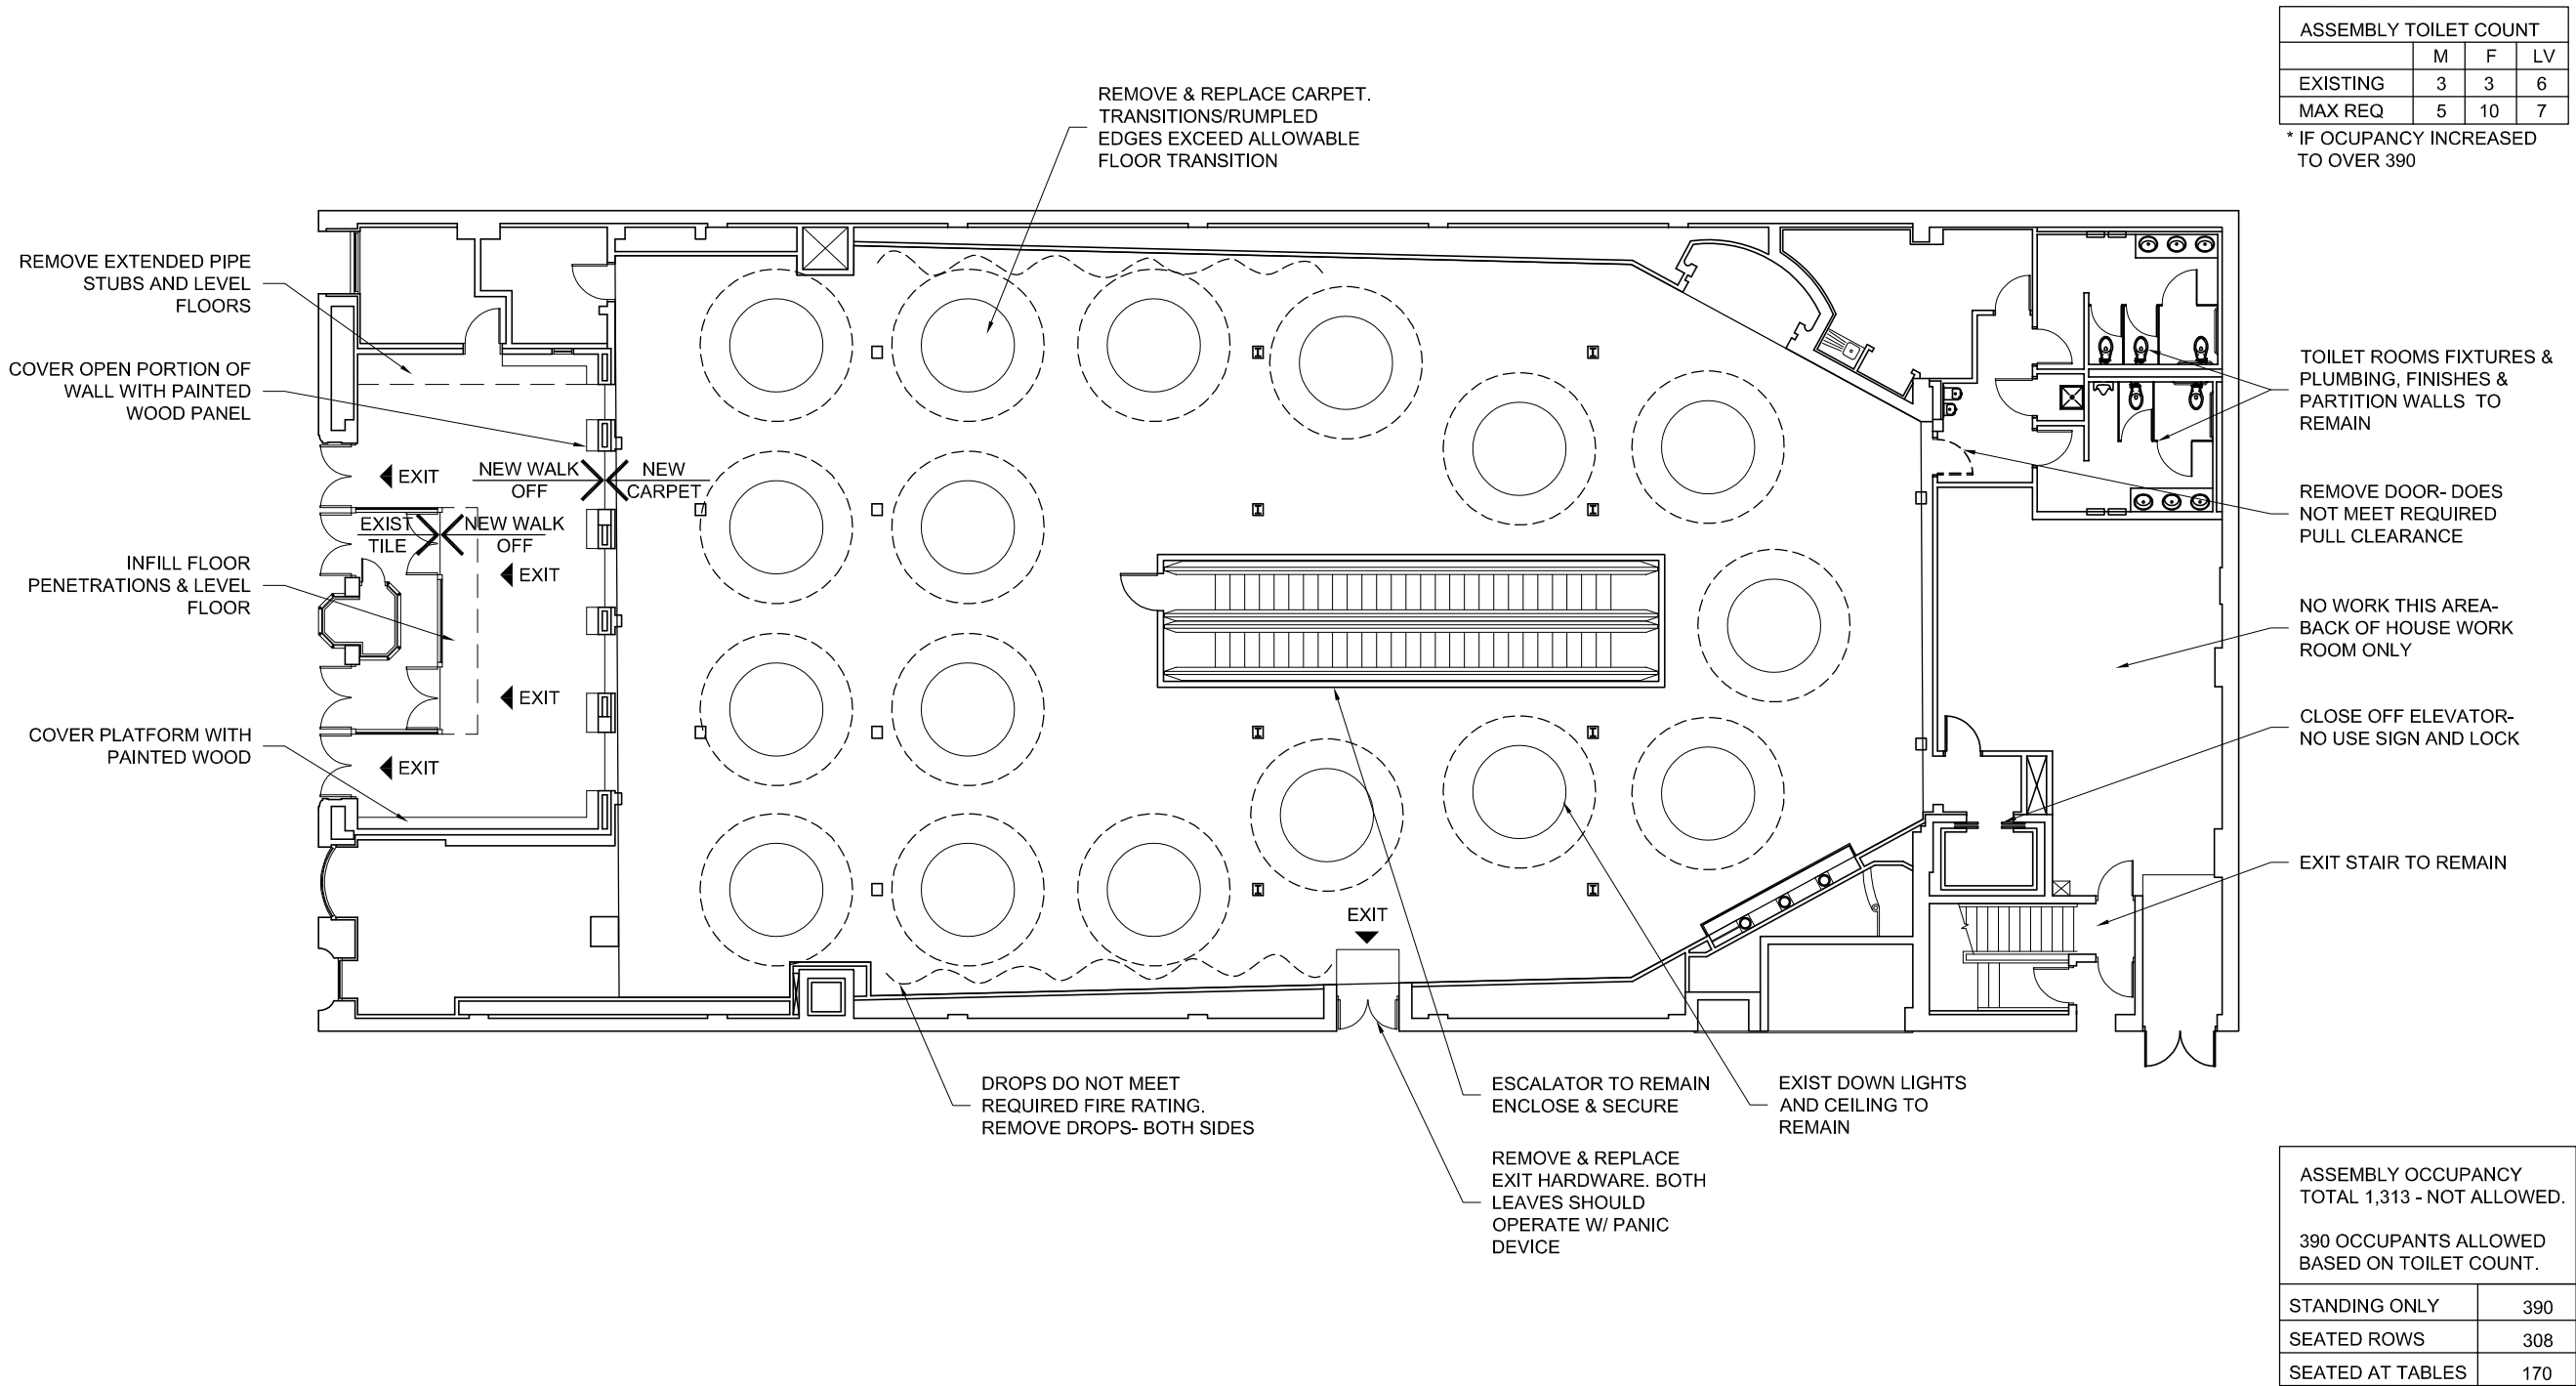 ASSEMBLY TOILET COUNT
M F LV
EXISTING 3 3 6
MAX REQ 5 10 7
* IF OCUPANCY INCREASED
TO OVER 390
REMOVE & REPLACE CARPET.
TRANSITIONS/RUMPLED
EDGES EXCEED ALLOWABLE
FLOOR TRANSITION
REMOVE EXTENDED PIPE
STUBS AND LEVEL
FLOORS
COVER OPEN PORTION OF
WALL WITH PAINTED
WOOD PANEL
INFILL FLOOR
PENETRATIONS & LEVEL
FLOOR
COVER PLATFORM WITH
PAINTED WOOD
EXIT
NEW WALK
OFF
NEW
CARPET
EXIST
TILE
NEW WALK
OFF
EXIT
EXIT
EXIT
EXIT
TOILET ROOMS FIXTURES &
PLUMBING, FINISHES &
PARTITION WALLS TO
REMAIN
REMOVE DOOR- DOES
NOT MEET REQUIRED
PULL CLEARANCE
NO WORK THIS AREA-
BACK OF HOUSE WORK
ROOM ONLY
CLOSE OFF ELEVATOR-
NO USE SIGN AND LOCK
EXIT STAIR TO REMAIN
DROPS DO NOT MEET
REQUIRED FIRE RATING.
REMOVE DROPS- BOTH SIDES
ESCALATOR TO REMAIN
ENCLOSE & SECURE
REMOVE & REPLACE
EXIT HARDWARE. BOTH
LEAVES SHOULD
OPERATE W/ PANIC
DEVICE
EXIST DOWN LIGHTS
AND CEILING TO
REMAIN
ASSEMBLY OCCUPANCY
TOTAL 1,313 - NOT ALLOWED.
390 OCCUPANTS ALLOWED
BASED ON TOILET COUNT.
STANDING ONLY 390
SEATED ROWS 308
SEATED AT TABLES 170